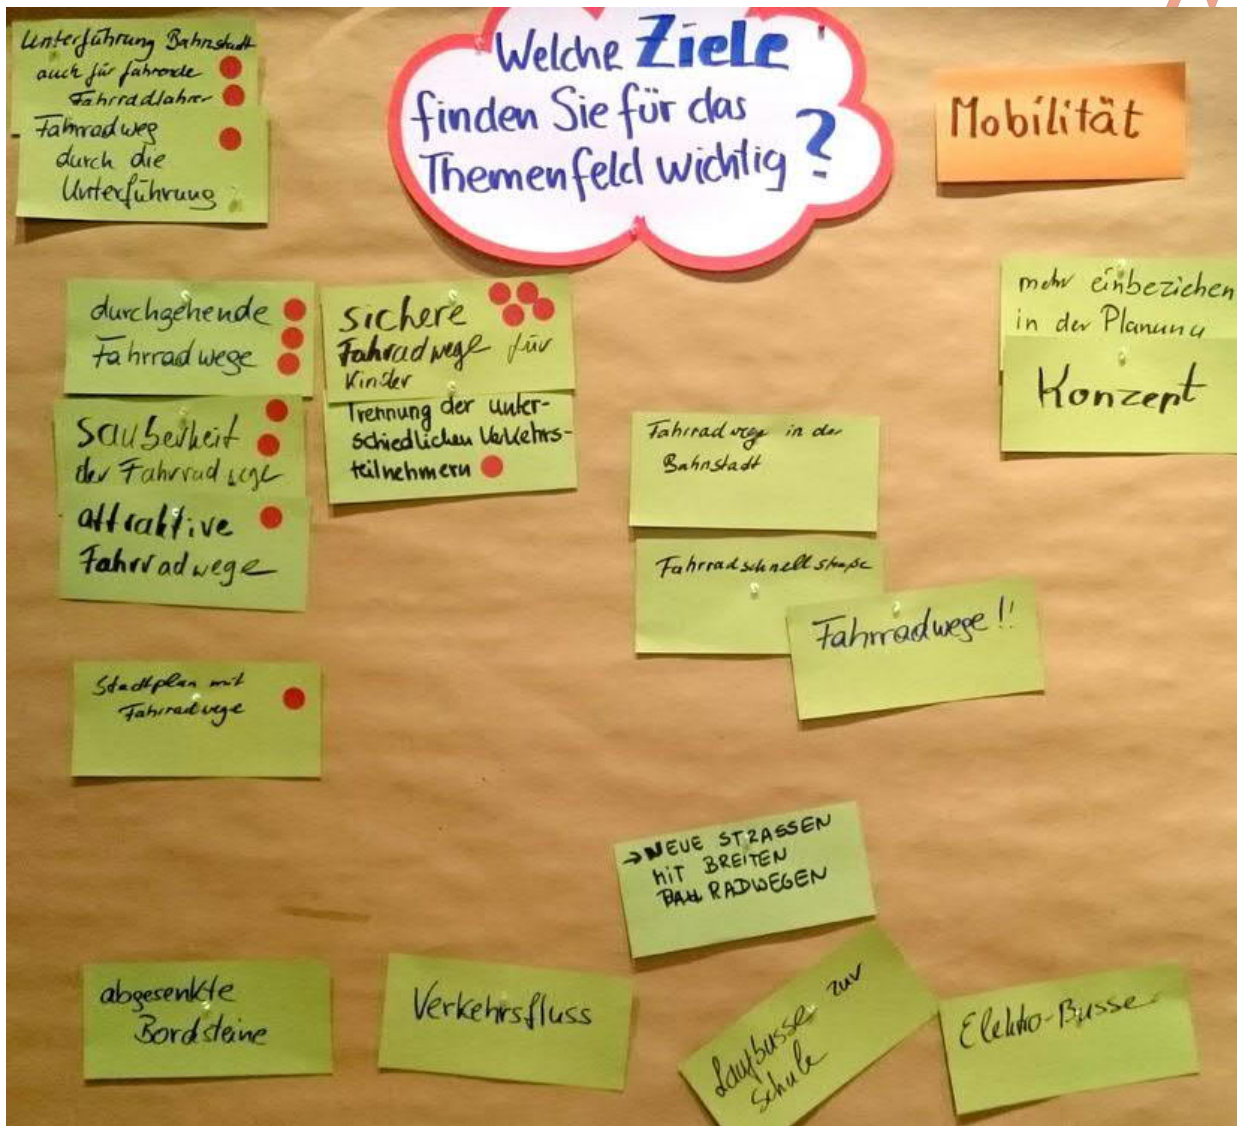 Unterführung Bahnstadt
auch für fahrende
Fahrradfahrer
Fahrradweg
durch die
Unterführung
Welche Ziele
finden Sie für das
Themenfeld wichtig ?
Mobilität
durchgehende
Fahrradwege
sichere
Fahradwege für
Kinder
Trennung der unter-
schiedlichen Verkehrs-
teilnehmern
Sauberkeit
der Fahrradwege
attraktive
Fahrradwege
mehr einbeziehen
in der Planung
Konzept
Fahrradwege in der
Bahnstadt
Fahrradschnellstraße
Fahrradwege!!
Stadtplan mit
Fahrradwege
→ NEUE STRASSEN
MIT BREITEN
RADWEGEN
abgesenkte
Bordsteine
Verkehrsfluss
Laufbusse zur
Schule
Elektro-Busse